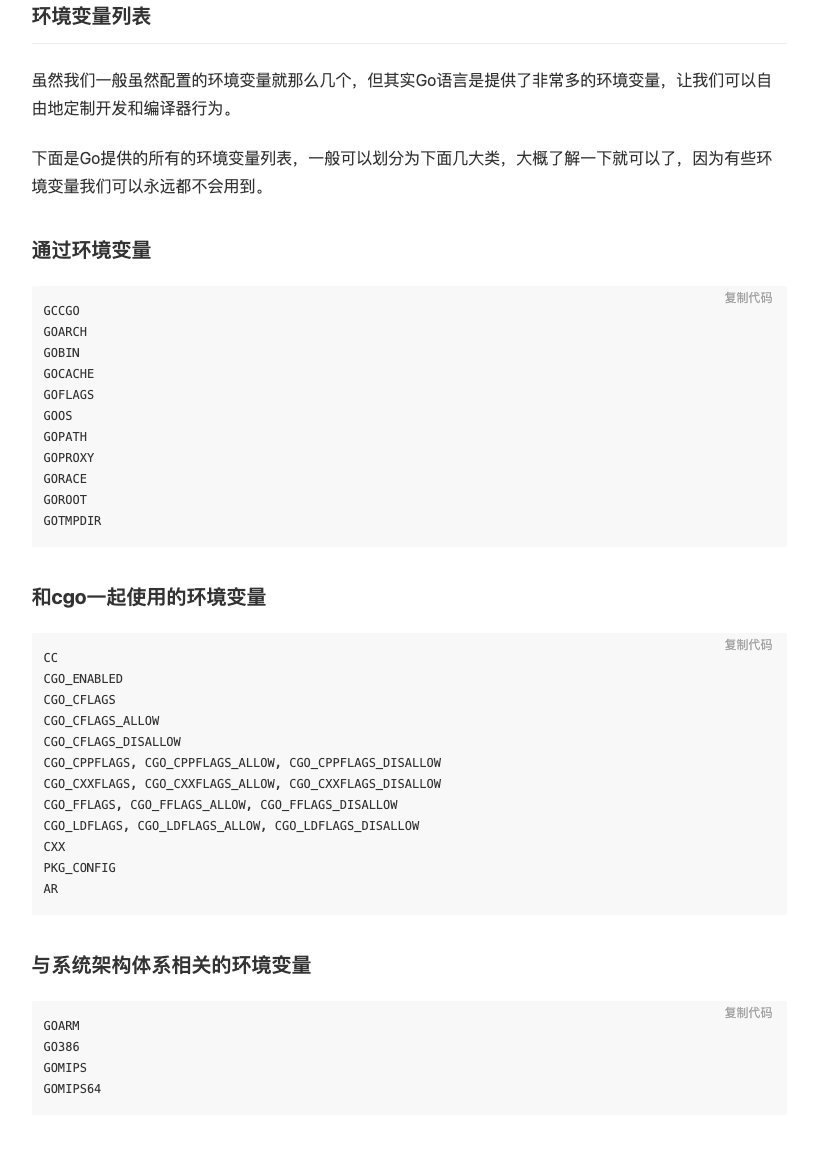 环境变量列表
虽然我们一般虽然配置的环境变量就那么几个，但其实Go语言是提供了非常多的环境变量，让我们可以自
由地定制开发和编译器行为。
下面是Go提供的所有的环境变量列表，一般可以划分为下面几大类，大概了解一下就可以了，因为有些环
境变量我们可以永远都不会用到。
通过环境变量
复制代码
GCCGO
GOARCH
GOBIN
GOCACHE
GOFLAGS
GOOS
GOPATH
GOPROXY
GORACE
GOROOT
GOTMPDIR
和cgo一起使用的环境变量
复制代码
CC
CGO_ENABLED
CGO_CFLAGS
CGO_CFLAGS_ALLOW
CGO_CFLAGS_DISALLOW
CGO_CPPFLAGS, CGO_CPPFLAGS_ALLOW, CGO_CPPFLAGS_DISALLOW
CGO_CXXFLAGS, CGO_CXXFLAGS_ALLOW, CGO_CXXFLAGS_DISALLOW
CGO_FFLAGS, CGO_FFLAGS_ALLOW, CGO_FFLAGS_DISALLOW
CGO_LDFLAGS, CGO_LDFLAGS_ALLOW, CGO_LDFLAGS_DISALLOW
CXX
PKG_CONFIG
AR
与系统架构体系相关的环境变量
复制代码
GOARM
GO386
GOMIPS
GOMIPS64